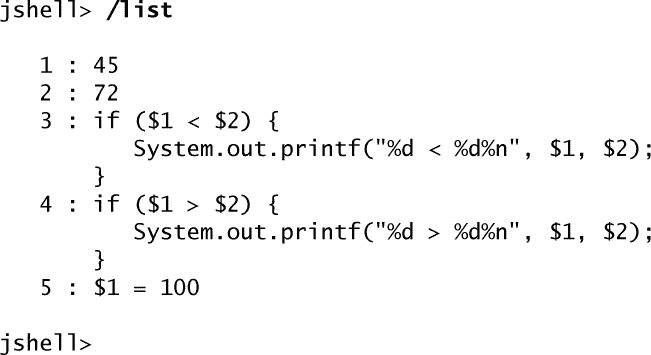 jshell> /list
1 : 45
2 : 72
3 : if ($1 < $2) {
System.out.printf("%d < %d%n", $1, $2);
}
4 : if ($1 > $2) {
System.out.printf("%d > %d%n", $1, $2);
}
5 : $1 = 100
jshell>